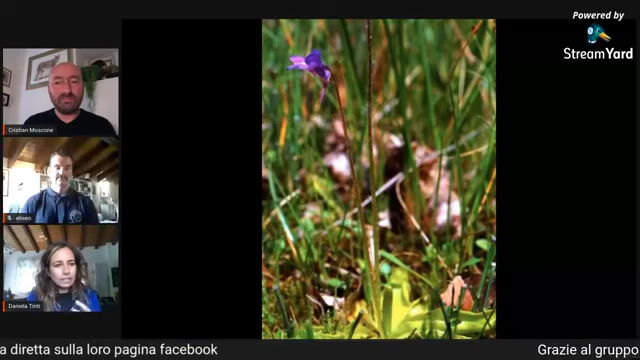 Powered by
StreamYard
Cristian Moscone
eliseo
Daniela Tinti
a diretta sulla loro pagina facebook
Grazie al gruppo